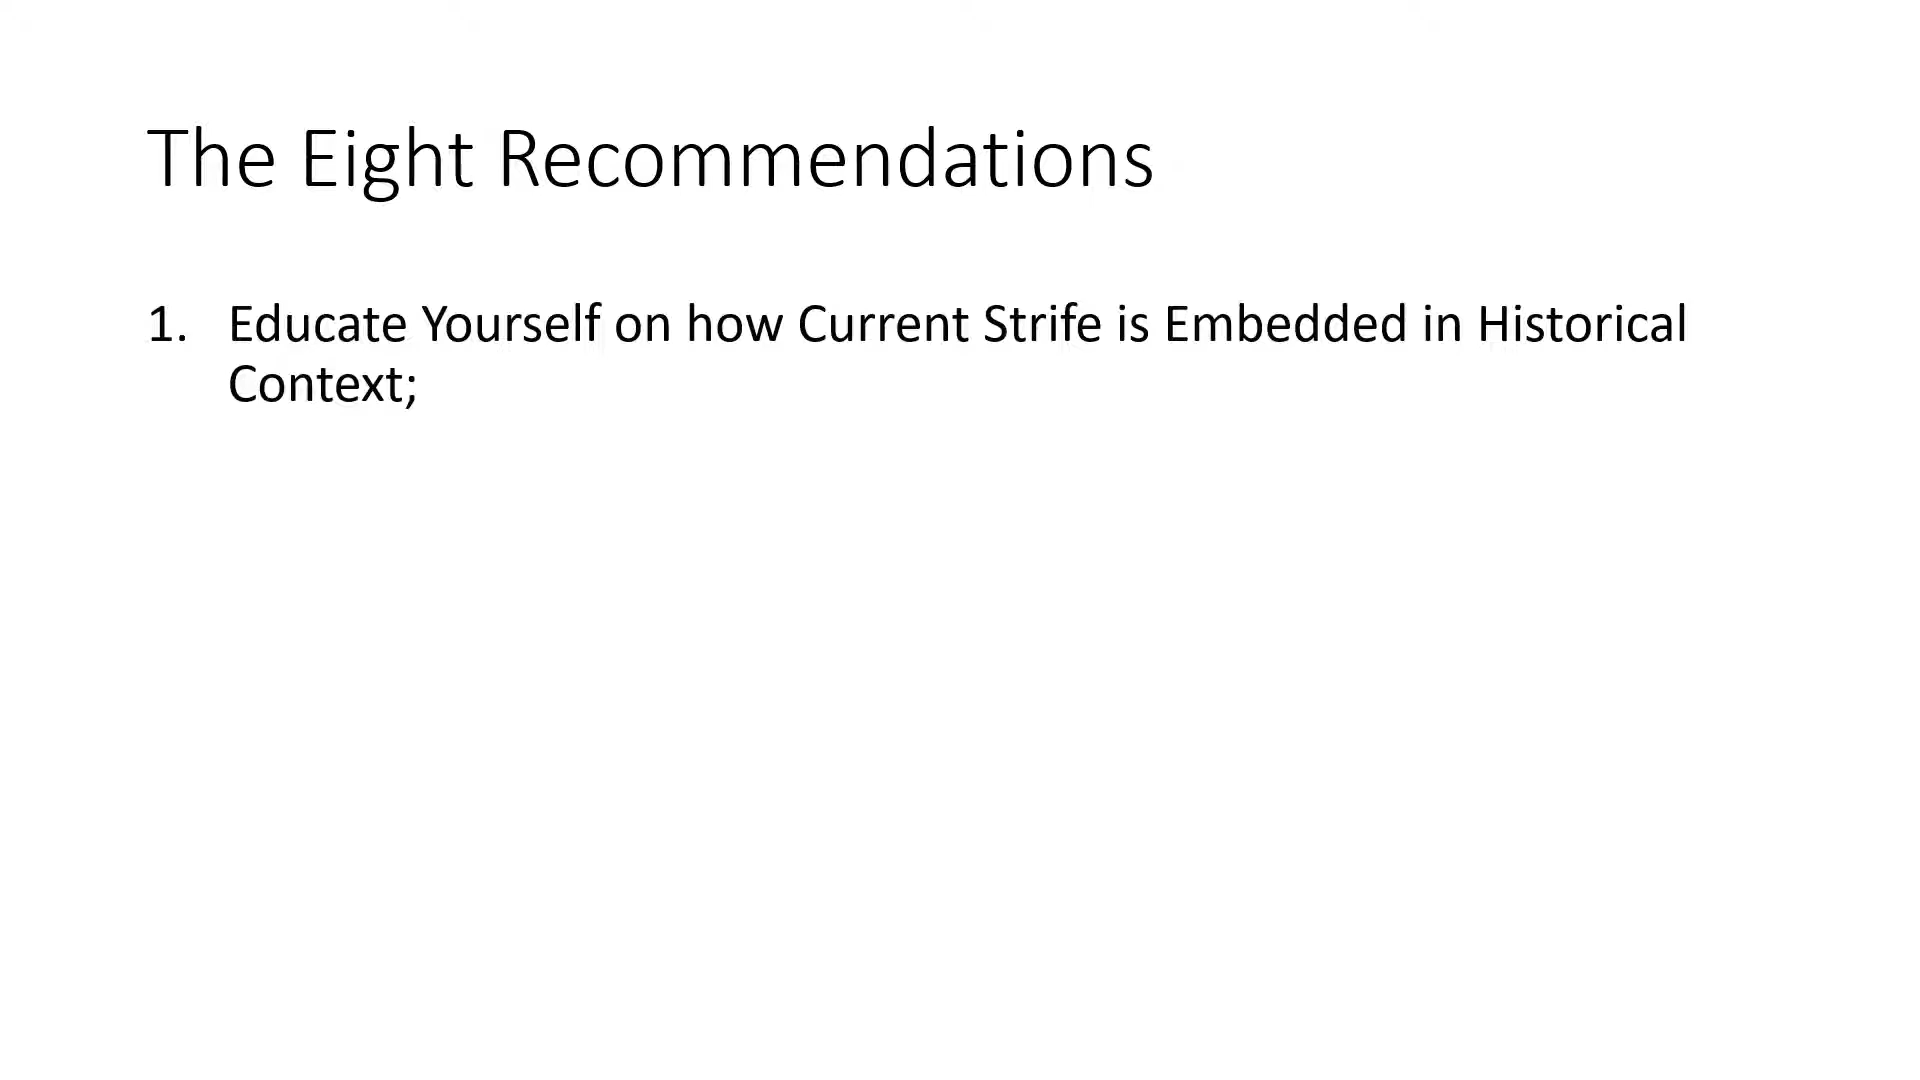 The Eight Recommendations
1. Educate Yourself on how Current Strife is Embedded in Historical
Context;